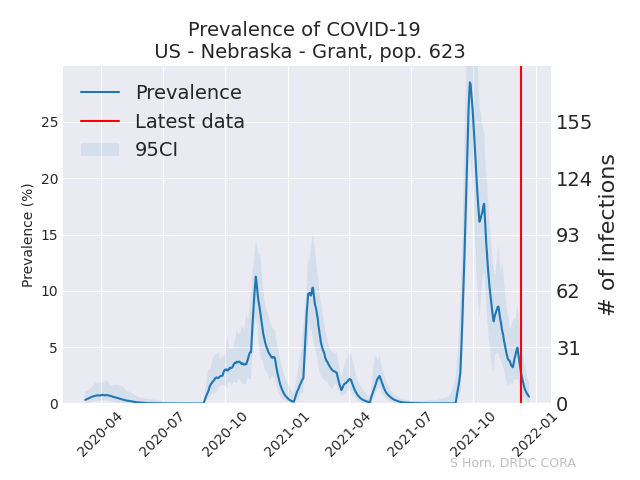 Prevalence of COVID-19
US - Nebraska - Grant, pop. 623
Prevalence
Latest data
95CI
Prevalence (%)
25
20
15
10
5
0
155
124
93
62
31
0
# of infections
2020-04
2020-07
2020-10
2021-01
2021-04
2021-07
2021-10
2022-01
S Horn, DRDC CORA